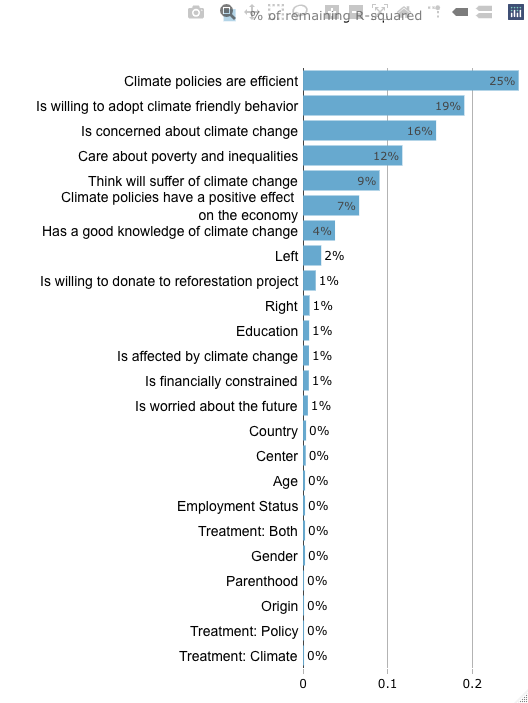 % of remaining R-squared
Climate policies are efficient 25%
Is willing to adopt climate friendly behavior 19%
Is concerned about climate change 16%
Care about poverty and inequalities 12%
Think will suffer of climate change 9%
Climate policies have a positive effect
on the economy 7%
Has a good knowledge of climate change 4%
Left 2%
Is willing to donate to reforestation project 1%
Right 1%
Education 1%
Is affected by climate change 1%
Is financially constrained 1%
Is worried about the future 1%
Country 0%
Center 0%
Age 0%
Employment Status 0%
Treatment: Both 0%
Gender 0%
Parenthood 0%
Origin 0%
Treatment: Policy 0%
Treatment: Climate 0%
0 0.1 0.2